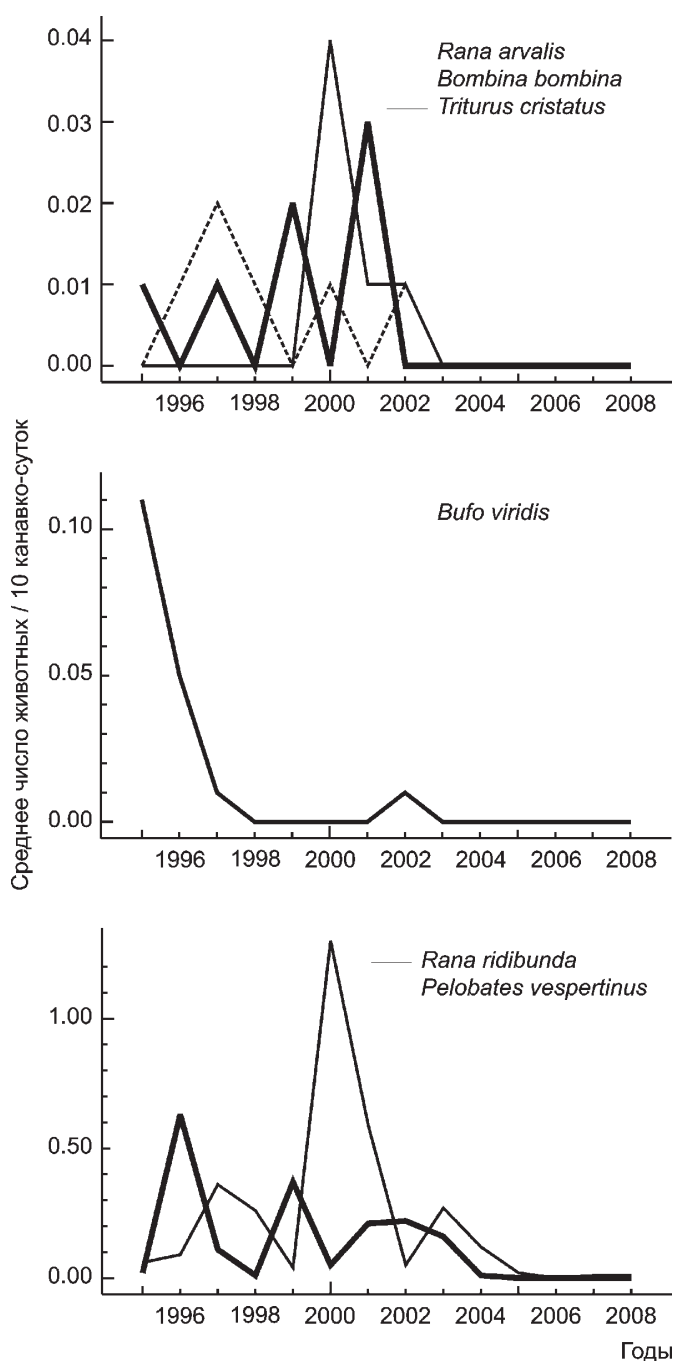 0.04
0.03
0.02
0.01
0.00
Rana arvalis
Bombina bombina
Triturus cristatus
1996 1998 2000 2002 2004 2006 2008
Среднее число животных / 10 канавко-суток
0.10
0.05
0.00
Bufo viridis
1996 1998 2000 2002 2004 2006 2008
1.00
0.50
0.00
Rana ridibunda
Pelobates vespertinus
1996 1998 2000 2002 2004 2006 2008
Годы